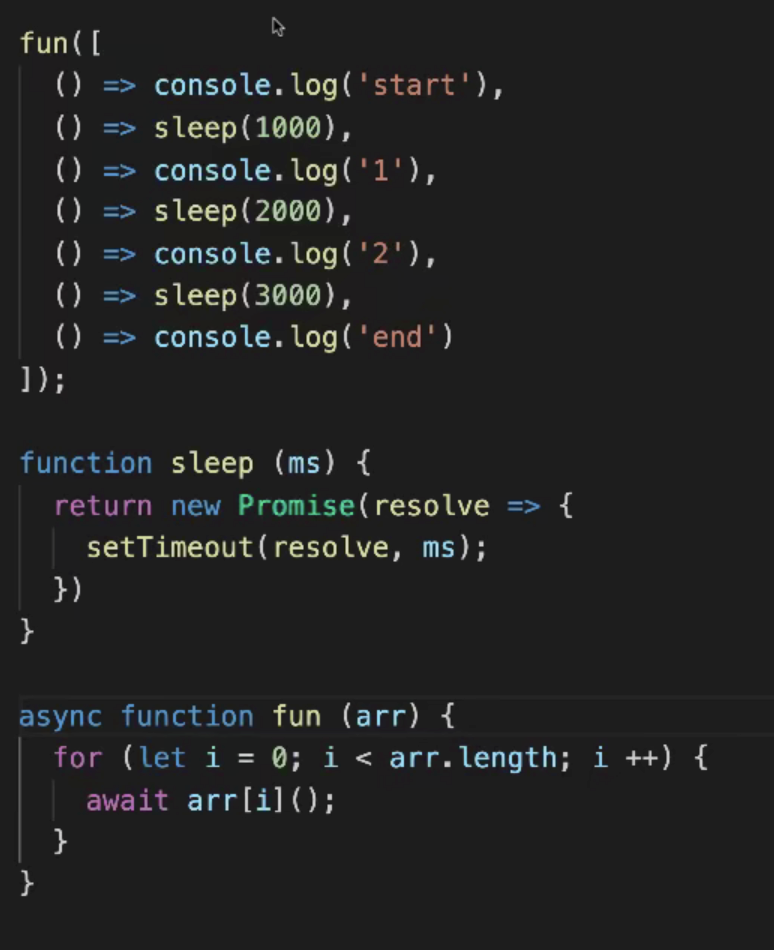 fun([
  () => console.log('start'),
  () => sleep(1000),
  () => console.log('1'),
  () => sleep(2000),
  () => console.log('2'),
  () => sleep(3000),
  () => console.log('end')
]);
function sleep (ms) {
  return new Promise(resolve => {
    setTimeout(resolve, ms);
  })
}
async function fun (arr) {
  for (let i = 0; i < arr.length; i ++) {
    await arr[i]();
  }
}